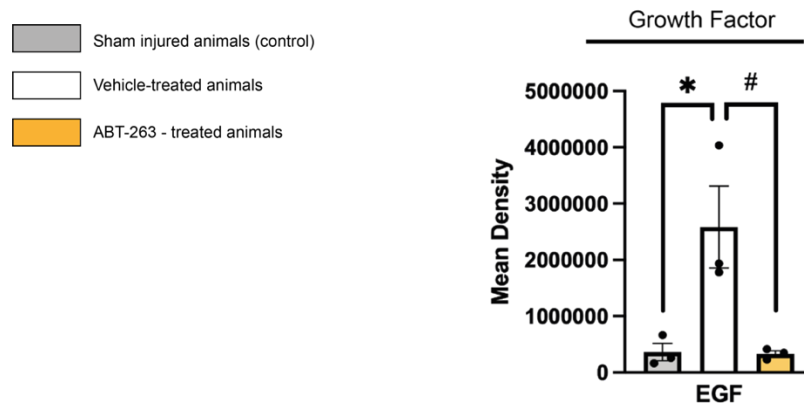 Sham injured animals (control)
Vehicle-treated animals
ABT-263 - treated animals
Growth Factor
* #
5000000
4000000
3000000
2000000
1000000
0
Mean Density
EGF